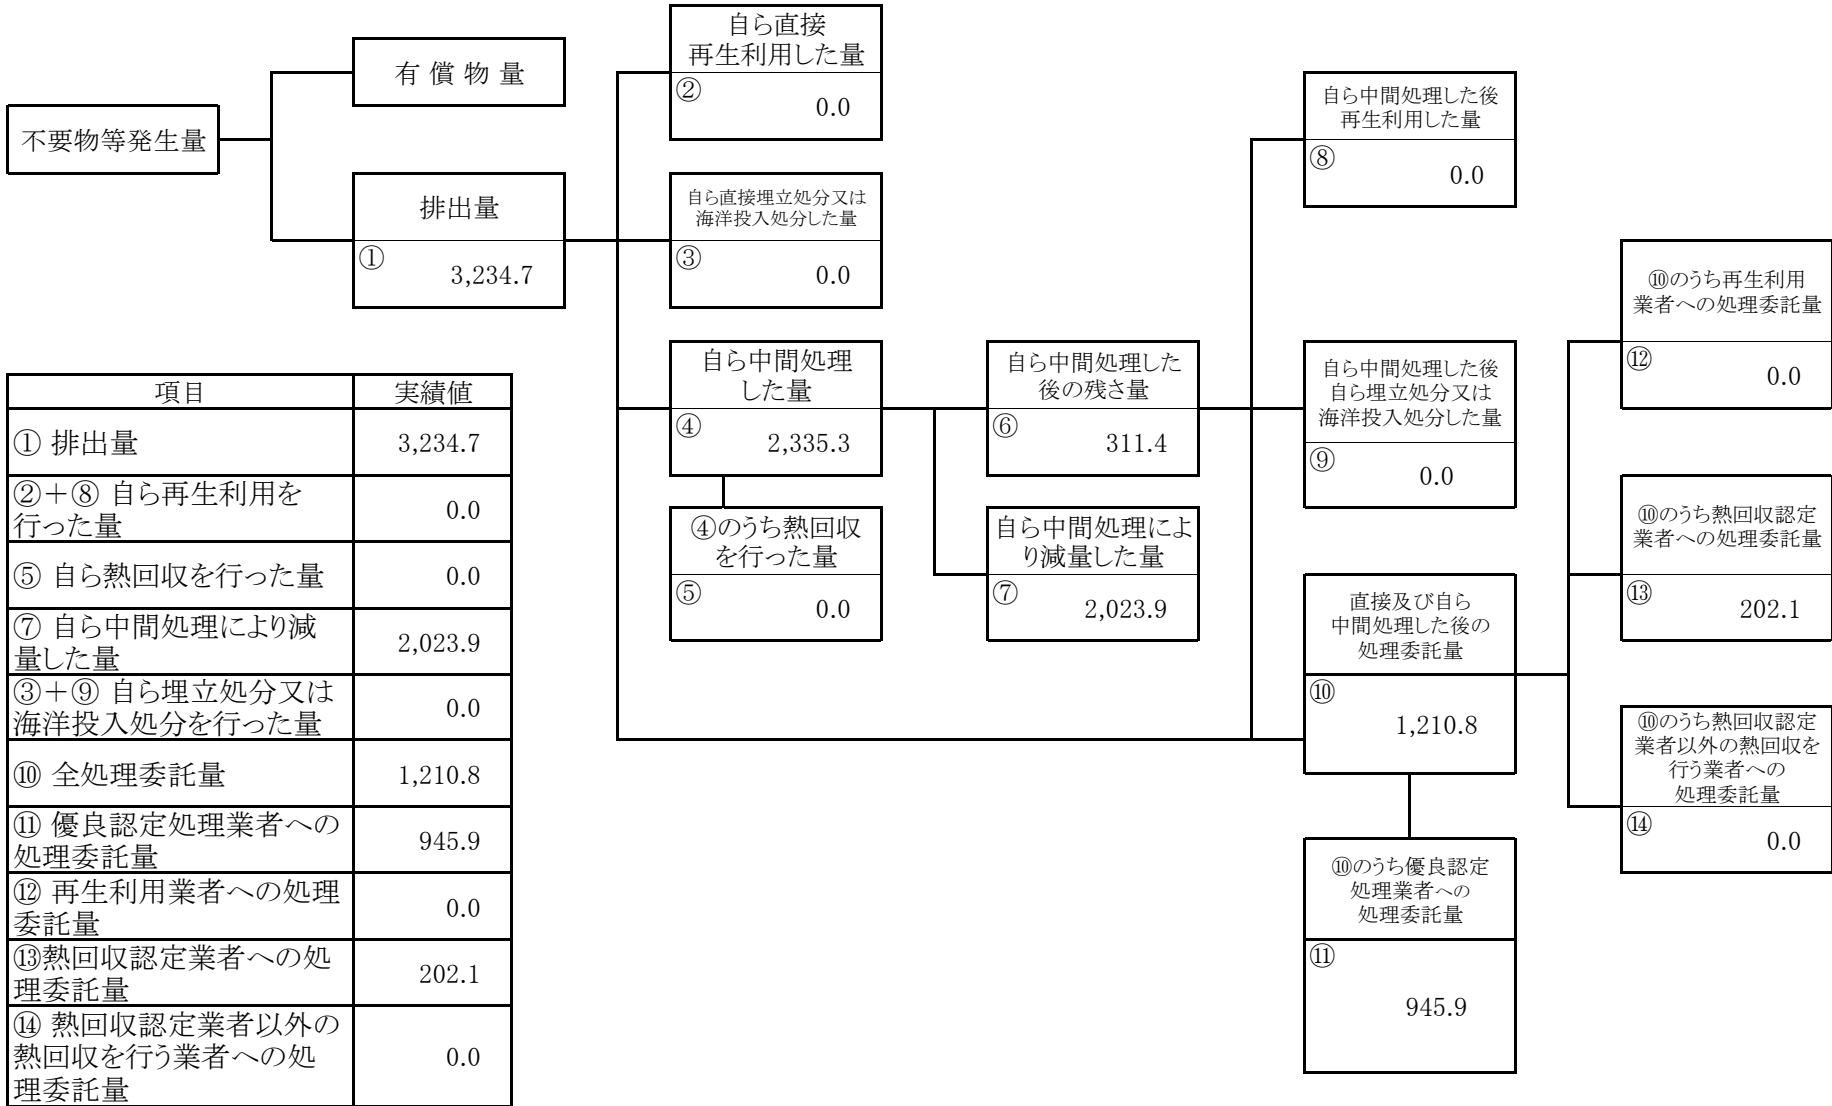 不要物等発生量
有 償 物 量
排出量
①
3,234.7
自ら直接
再生利用した量
②
0.0
自ら直接埋立処分又は
海洋投入処分した量
③
0.0
自ら中間処理
した量
④
2,335.3
④のうち熱回収
を行った量
⑤
0.0
自ら中間処理した
後の残さ量
⑥
311.4
自ら中間処理によ
り減量した量
⑦
2,023.9
自ら中間処理した後
再生利用した量
⑧
0.0
自ら中間処理した後
自ら埋立処分又は
海洋投入処分した量
⑨
0.0
直接及び自ら
中間処理した後の
処理委託量
⑩
1,210.8
⑩のうち優良認定
処理業者への
処理委託量
⑪
945.9
⑩のうち再生利用
業者への処理委託量
⑫
0.0
⑩のうち熱回収認定
業者への処理委託量
⑬
202.1
⑩のうち熱回収認定
業者以外の熱回収を
行う業者への
処理委託量
⑭
0.0
項目 実績値
① 排出量 3,234.7
②+⑧ 自ら再生利用を
行った量 0.0
⑤ 自ら熱回収を行った量 0.0
⑦ 自ら中間処理により減
量した量 2,023.9
③+⑨ 自ら埋立処分又は
海洋投入処分を行った量 0.0
⑩ 全処理委託量 1,210.8
⑪ 優良認定処理業者への
処理委託量 945.9
⑫ 再生利用業者への処理
委託量 0.0
⑬熱回収認定業者への処
理委託量 202.1
⑭ 熱回収認定業者以外の
熱回収を行う業者への処
理委託量 0.0